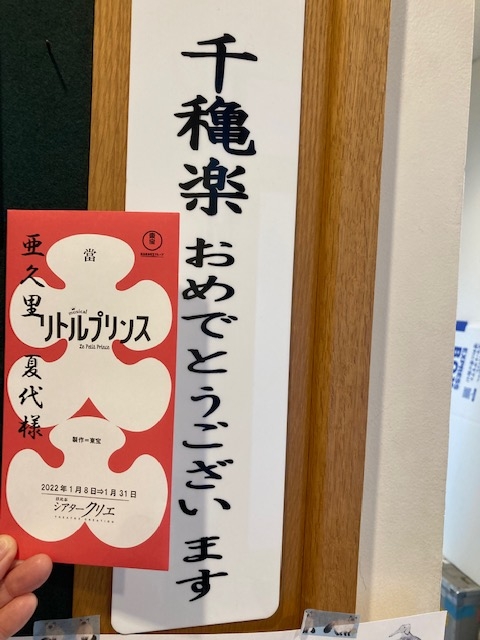 千穐楽
おめでとうございます
亜久里 夏代様
當
musical
リトルプリンス
Le Petit Prince
製作=東宝
2022年1月8日⇒1月31日
シアタークリエ
THEATRE CREATION